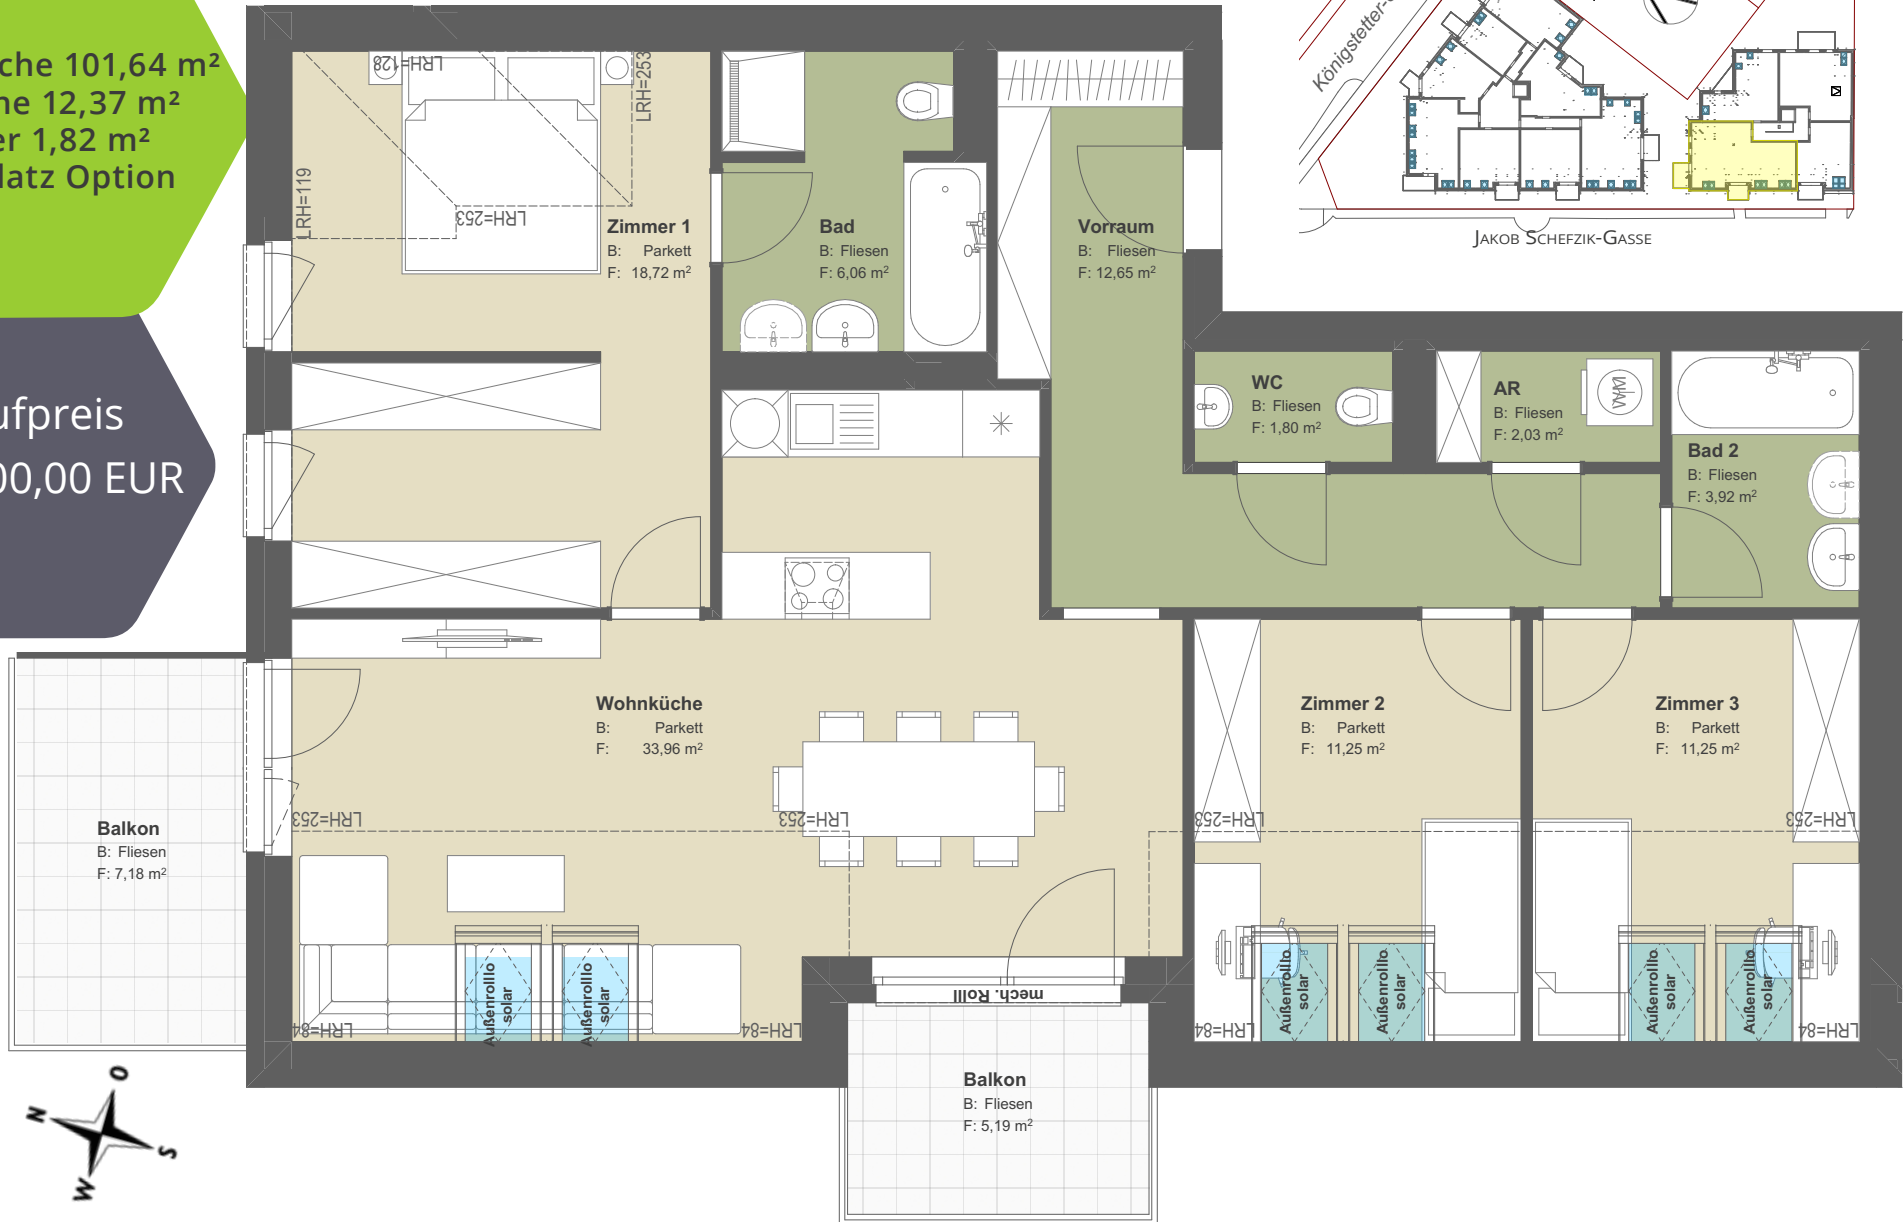 che 101,64 m²
ne 12,37 m²
er 1,82 m²
latz Option
ufpreis
00,00 EUR
Königstetter-
JAKOB SCHEFZIK-GASSE
LRH=128
LRH=253
LRH=119
LRH=253
Zimmer 1
B: Parkett
F: 18,72 m²
Bad
B: Fliesen
F: 6,06 m²
Vorraum
B: Fliesen
F: 12,65 m²
WC
B: Fliesen
F: 1,80 m²
AR
B: Fliesen
F: 2,03 m²
WM
Bad 2
B: Fliesen
F: 3,92 m²
Wohnküche
B: Parkett
F: 33,96 m²
Zimmer 2
B: Parkett
F: 11,25 m²
Zimmer 3
B: Parkett
F: 11,25 m²
LRH=253
LRH=253
LRH=253
LRH=253
Balkon
B: Fliesen
F: 7,18 m²
Außenrollo
solar
Außenrollo
solar
Außenrollo
solar
Außenrollo
solar
Außenrollo
solar
Außenrollo
solar
mech. Rolll
LRH=84
LRH=84
LRH=84
LRH=84
Balkon
B: Fliesen
F: 5,19 m²
O
N
S
W